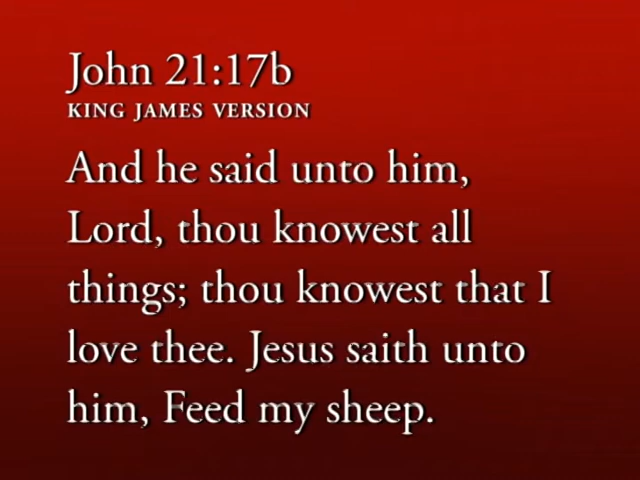 John 21:17b
KING JAMES VERSION
And he said unto him,
Lord, thou knowest all
things; thou knowest that I
love thee. Jesus saith unto
him, Feed my sheep.